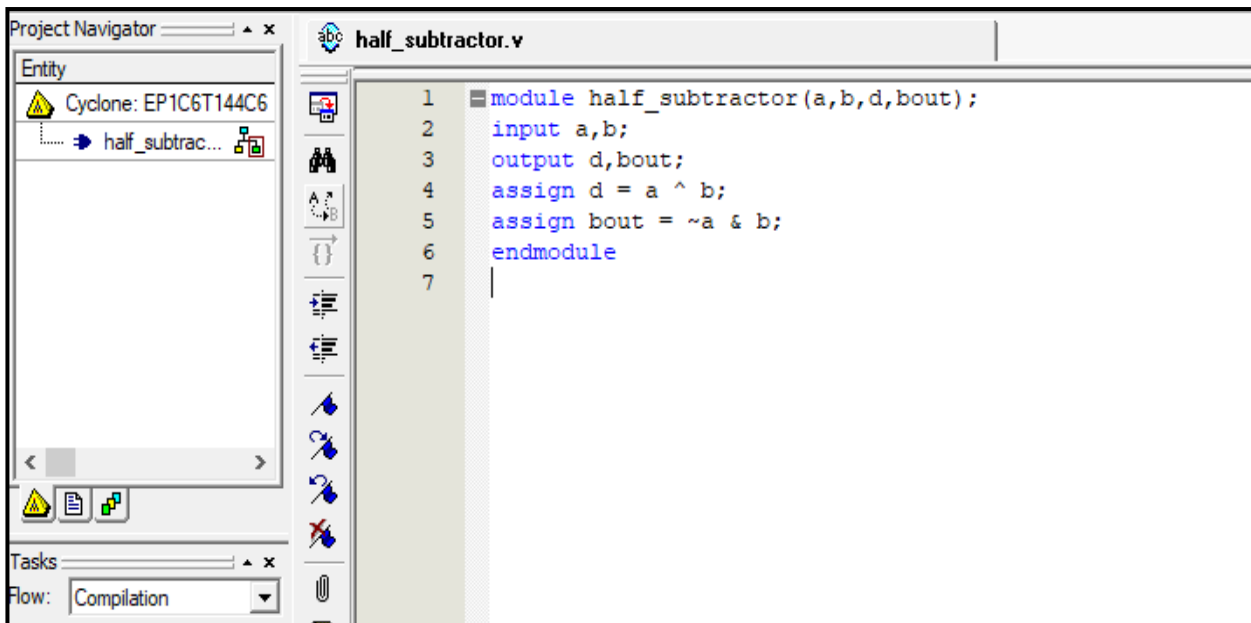 Project Navigator
Entity
Cyclone: EP1C6T144C6
half_subtrac...
Tasks
Flow: Compilation
abc half_subtractor.v
1 module half_subtractor(a,b,d,bout);
2 input a,b;
3 output d,bout;
4 assign d = a ^ b;
5 assign bout = ~a & b;
6 endmodule
7